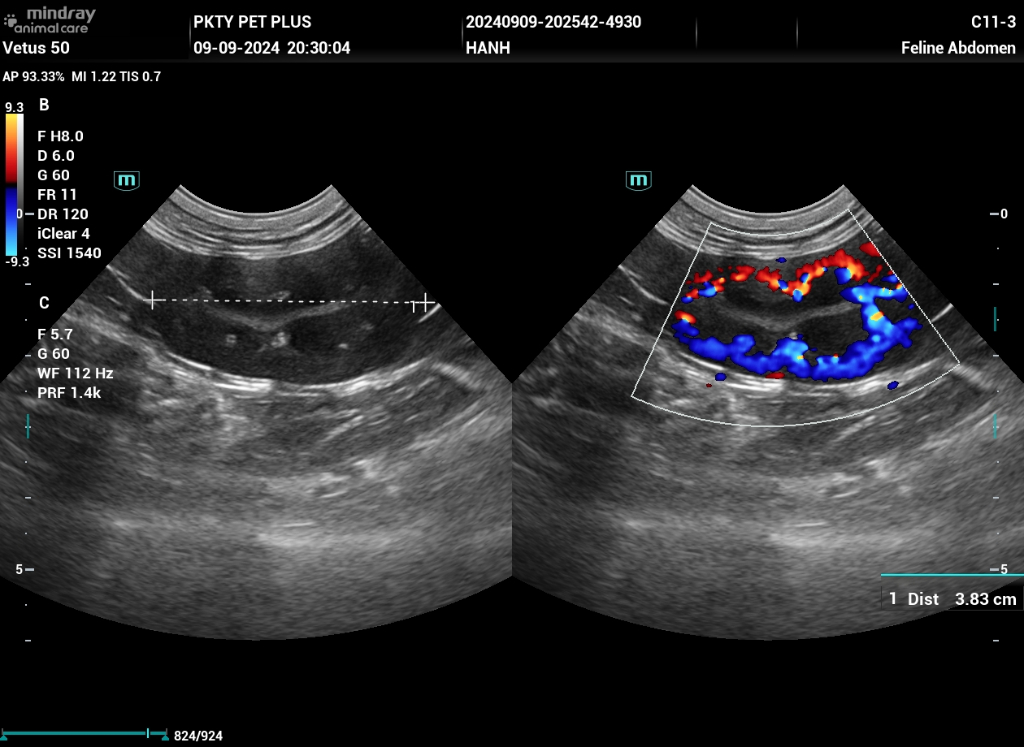 mindray
animalcare
PKTY PET PLUS
20240909-202542-4930
C11-3
Vetus 50
09-09-2024 20:30:04
HANH
Feline Abdomen
AP 93.33% MI 1.22 TIS 0.7
9.3
B
F H8.0
D 6.0
G 60
FR 11
DR 120
iClear 4
SSI 1540
0
-9.3
C
F 5.7
G 60
WF 112 Hz
PRF 1.4k
5
m
m
0
5
1 Dist 3.83 cm
824/924